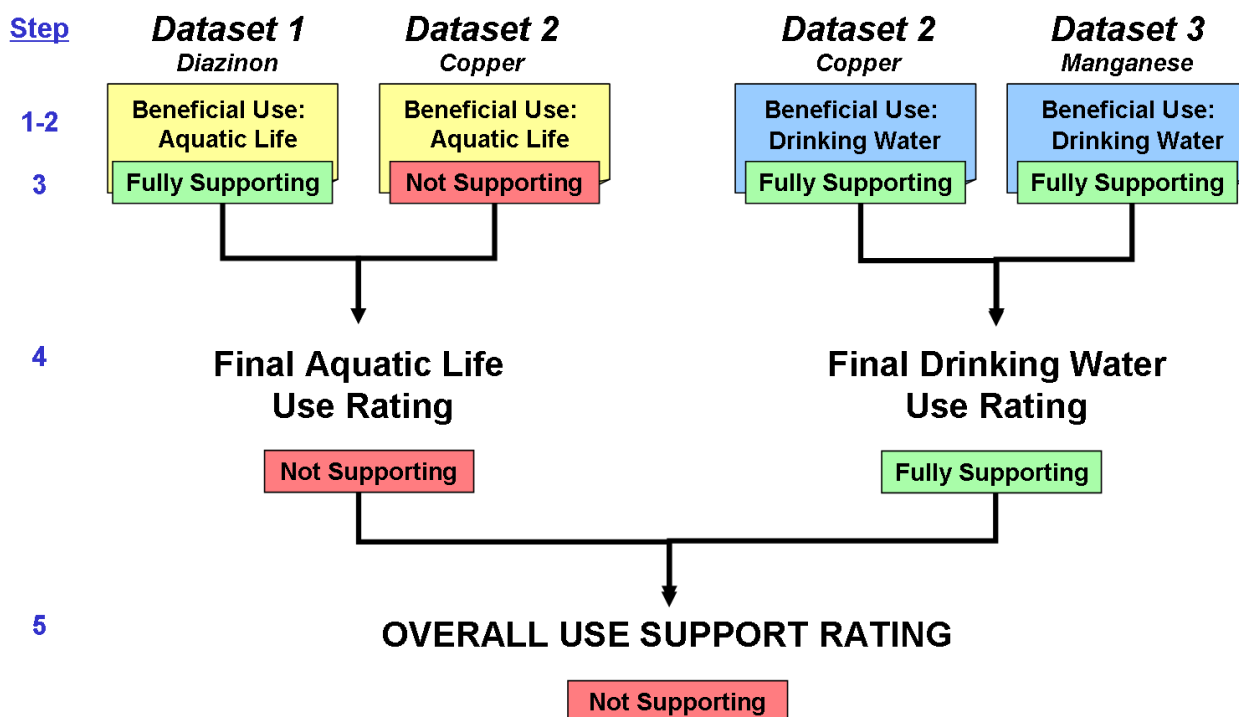 Step
Dataset 1
Diazinon
Dataset 2
Copper
Dataset 2
Copper
Dataset 3
Manganese
1-2
Beneficial Use:
Aquatic Life
Beneficial Use:
Aquatic Life
Beneficial Use:
Drinking Water
Beneficial Use:
Drinking Water
3
Fully Supporting
Not Supporting
Fully Supporting
Fully Supporting
4
Final Aquatic Life
Use Rating
Final Drinking Water
Use Rating
Not Supporting
Fully Supporting
5
OVERALL USE SUPPORT RATING
Not Supporting